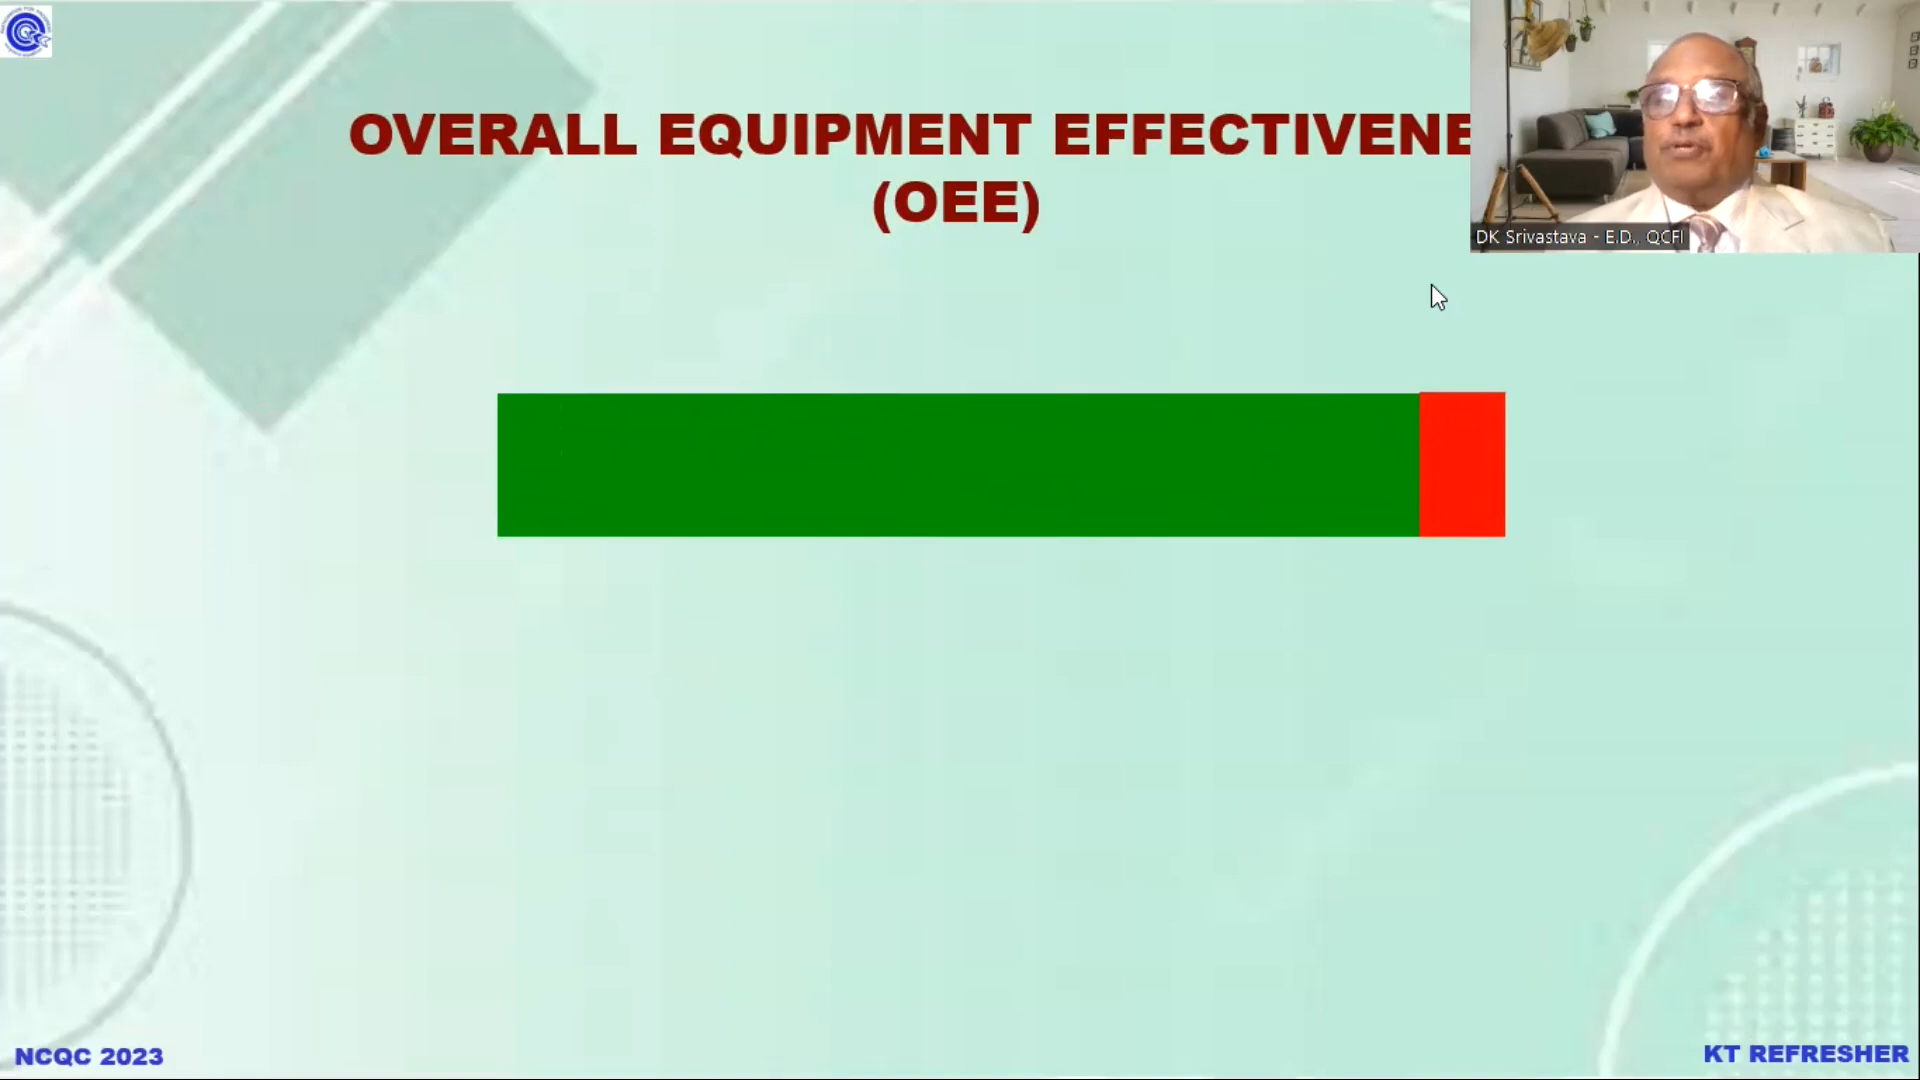 OVERALL EQUIPMENT EFFECTIVENE
(OEE)
DK Srivastava - E.D., QCFI
NCQC 2023
KT REFRESHER